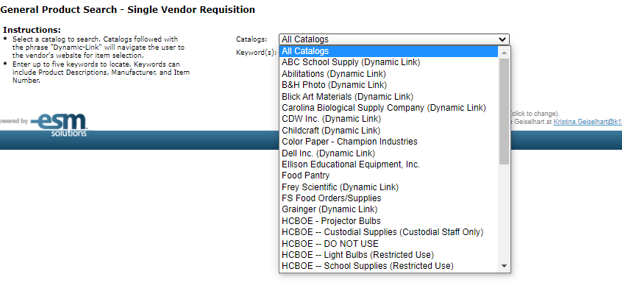 General Product Search - Single Vendor Requisition
Instructions:
Select a catalog to search. Catalogs followed with
the phrase "Dynamic-Link" will navigate the user to
the vendor's website for item selection.
Enter up to five keywords to locate. Keywords can
include Product Descriptions, Manufacturer, and Item
Number.
Catalogs:
All Catalogs
Keyword(s):
All Catalogs
ABC School Supply (Dynamic Link)
Abilitations (Dynamic Link)
B&H Photo (Dynamic Link)
Blick Art Materials (Dynamic Link)
Carolina Biological Supply Company (Dynamic Link)
CDW Inc. (Dynamic Link)
Childcraft (Dynamic Link)
Color Paper - Champion Industries
Dell Inc. (Dynamic Link)
Ellison Educational Equipment, Inc.
Food Pantry
Frey Scientific (Dynamic Link)
FS Food Orders/Supplies
Grainger (Dynamic Link)
HCBOE - Projector Bulbs
HCBOE -- Custodial Supplies (Custodial Staff Only)
HCBOE -- DO NOT USE
HCBOE -- Light Bulbs (Restricted Use)
HCBOE -- School Supplies (Restricted Use)
owered by esm
solutions
click to change).
Geiselhart at Kristina.Geiselhart@k1